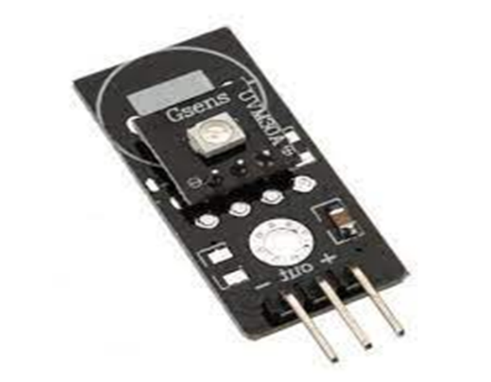 Gsens
UVM30A
− out +